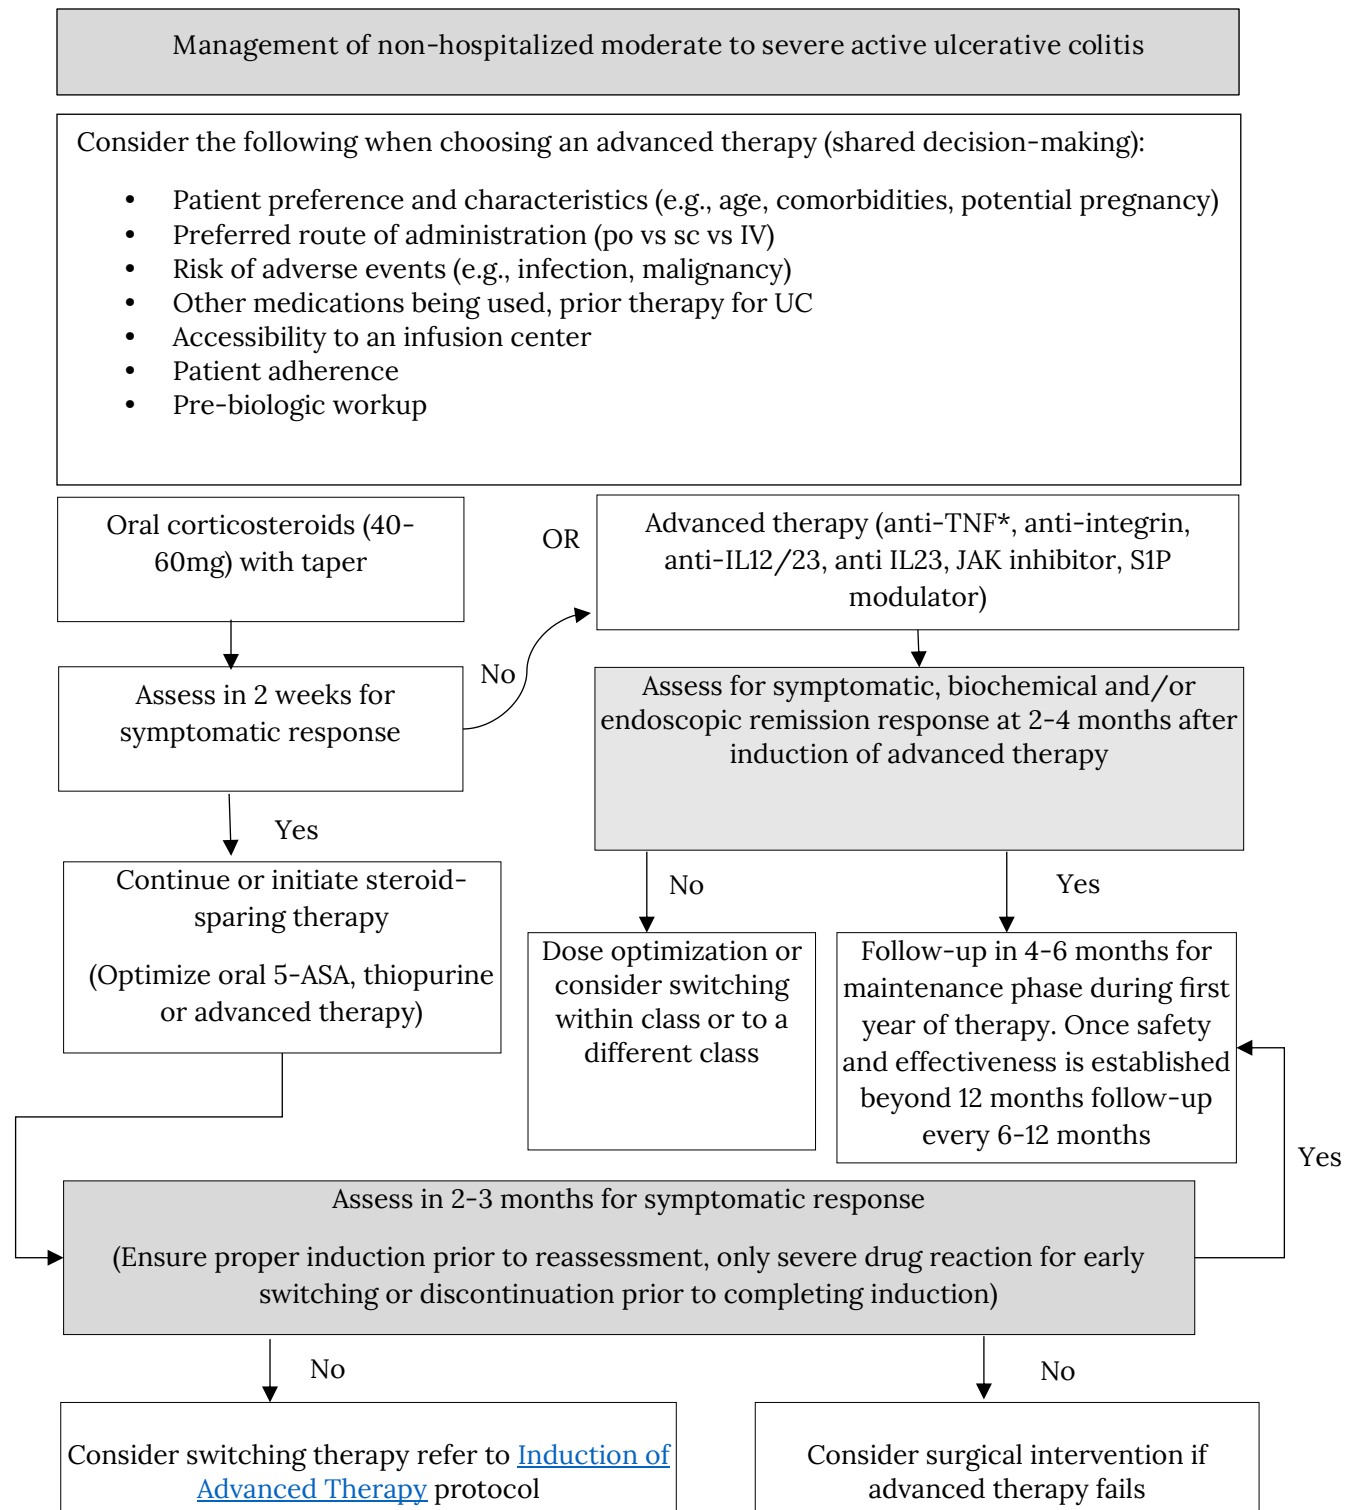 Management of non-hospitalized moderate to severe active ulcerative colitis
Consider the following when choosing an advanced therapy (shared decision-making):
• Patient preference and characteristics (e.g., age, comorbidities, potential pregnancy)
• Preferred route of administration (po vs sc vs IV)
• Risk of adverse events (e.g., infection, malignancy)
• Other medications being used, prior therapy for UC
• Accessibility to an infusion center
• Patient adherence
• Pre-biologic workup
Oral corticosteroids (40-
60mg) with taper
OR
Advanced therapy (anti-TNF*, anti-integrin,
anti-IL12/23, anti IL23, JAK inhibitor, S1P
modulator)
Assess in 2 weeks for
symptomatic response
No
Assess for symptomatic, biochemical and/or
endoscopic remission response at 2-4 months after
induction of advanced therapy
Yes
Continue or initiate steroid-
sparing therapy
(Optimize oral 5-ASA, thiopurine
or advanced therapy)
No
Yes
Dose optimization or
consider switching
within class or to a
different class
Follow-up in 4-6 months for
maintenance phase during first
year of therapy. Once safety
and effectiveness is established
beyond 12 months follow-up
every 6-12 months
Yes
Assess in 2-3 months for symptomatic response
(Ensure proper induction prior to reassessment, only severe drug reaction for early
switching or discontinuation prior to completing induction)
No
No
Consider switching therapy refer to Induction of
Advanced Therapy protocol
Consider surgical intervention if
advanced therapy fails